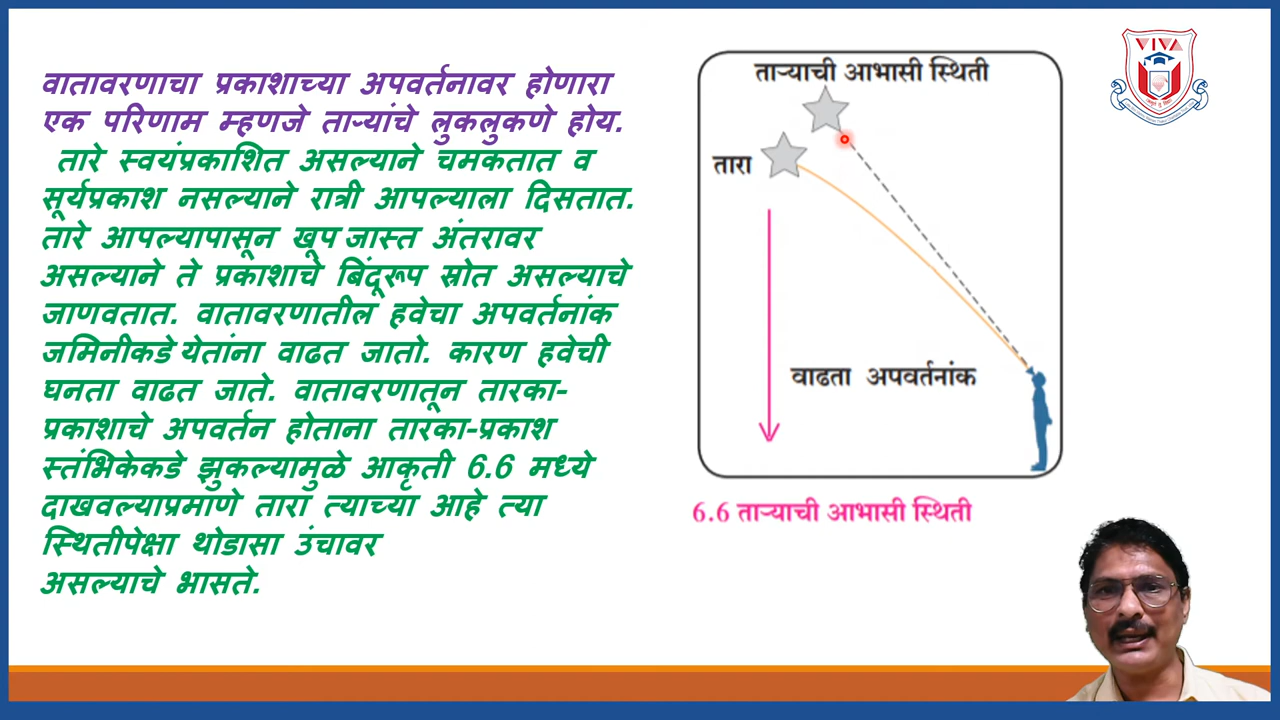 वातावरणाचा प्रकाशाच्या अपवर्तनावर होणारा
एक परिणाम म्हणजे ताऱ्यांचे लुकलुकणे होय.
तारे स्वयंप्रकाशित असल्याने चमकतात व
सूर्यप्रकाश नसल्याने रात्री आपल्याला दिसतात.
तारे आपल्यापासून खूप जास्त अंतरावर
असल्याने ते प्रकाशाचे बिंदूरूप स्रोत असल्याचे
जाणवतात. वातावरणातील हवेचा अपवर्तनांक
जमिनीकडे येतांना वाढत जातो. कारण हवेची
घनता वाढत जाते. वातावरणातून तारका-
प्रकाशाचे अपवर्तन होताना तारका-प्रकाश
स्तंभिकेकडे झुकल्यामुळे आकृती 6.6 मध्ये
दाखवल्याप्रमाणे तारा त्याच्या आहे त्या
स्थितीपेक्षा थोडासा उंचावर
असल्याचे भासते.
ताऱ्याची आभासी स्थिती
तारा
वाढता अपवर्तनांक
6.6 ताऱ्याची आभासी स्थिती
VIVA